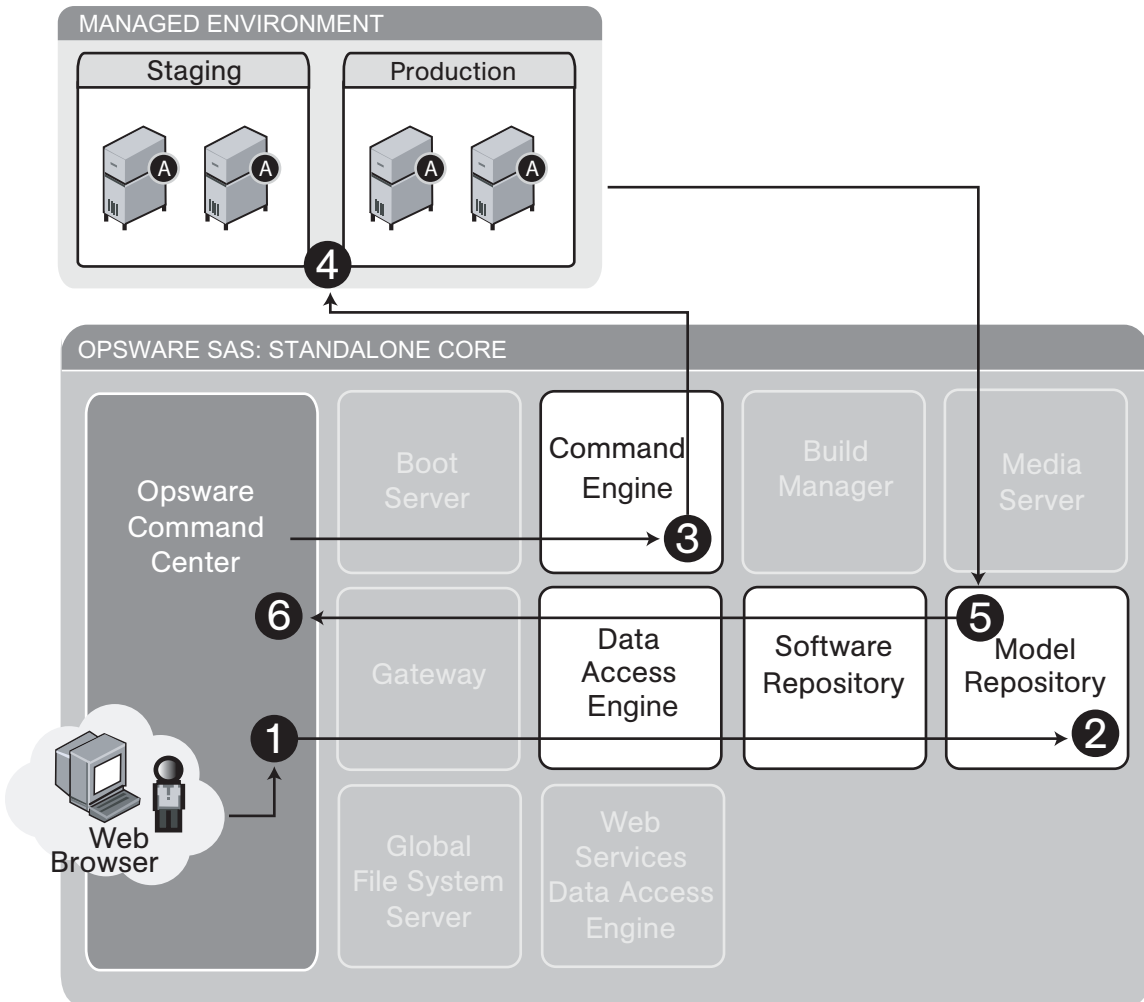 MANAGED ENVIRONMENT
Staging
Production
A
A
A
A
4
OPSWARE SAS: STANDALONE CORE
Opsware
Command
Center
Boot
Server
Command
Engine
3
Build
Manager
Media
Server
6
Gateway
Data
Access
Engine
Software
Repository
5
Model
Repository
1
2
Web
Browser
Global
File System
Server
Web
Services
Data Access
Engine